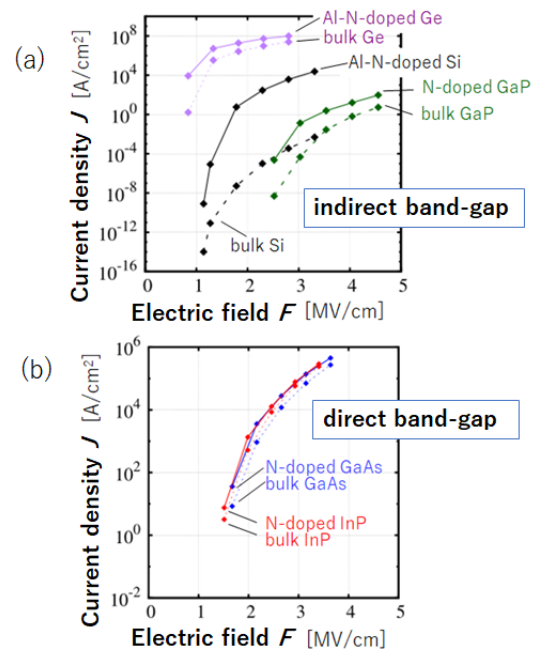 (a)
Current density J [A/cm²]
10⁸
10⁴
10⁰
10⁻⁴
10⁻⁸
10⁻¹²
10⁻¹⁶
Al-N-doped Ge
bulk Ge
Al-N-doped Si
N-doped GaP
bulk GaP
indirect band-gap
bulk Si
0 1 2 3 4 5
Electric field F [MV/cm]
(b)
Current density J [A/cm²]
10⁶
10⁴
10²
10⁰
10⁻²
direct band-gap
N-doped GaAs
bulk GaAs
N-doped InP
bulk InP
0 1 2 3 4 5
Electric field F [MV/cm]